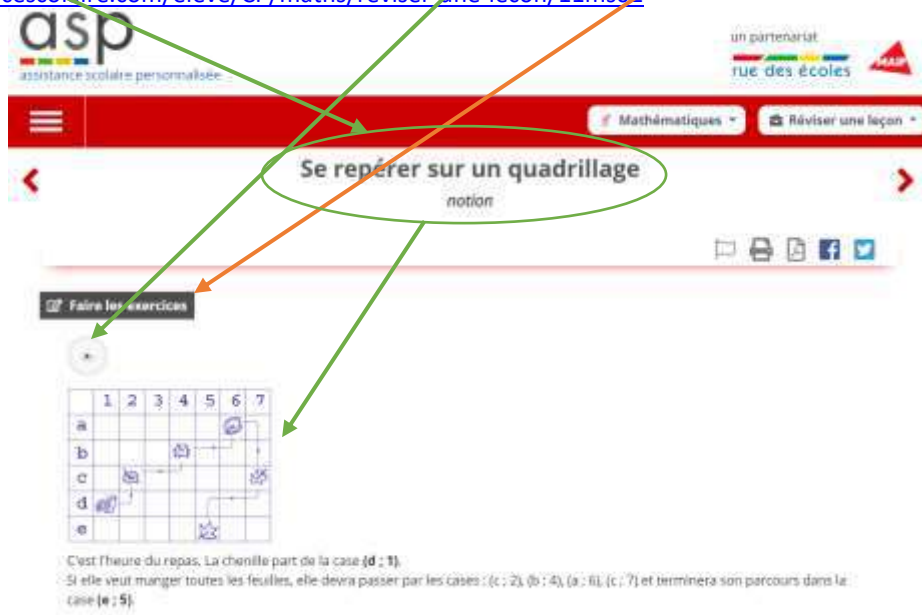 asp
assistance scolaire personnalisée
un partenariat
rue des écoles
MAIF
Mathématiques
Réviser une leçon
Se repérer sur un quadrillage
notion
Faire les exercices
1 2 3 4 5 6 7
a
b
c
d
e
C'est l'heure du repas. La chenille part de la case (d ; 1).
Si elle veut manger toutes les feuilles, elle devra passer par les cases : (c ; 2), (b ; 4), (a ; 6), (c ; 7) et terminera son parcours dans la
case (e ; 5).